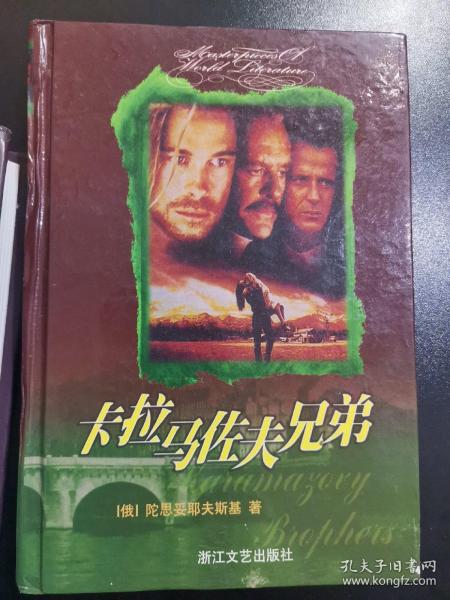 Masterpieces Of
World Literature
卡拉马佐夫兄弟
Karamazovy
Brophers
[俄] 陀思妥耶夫斯基 著
浙江文艺出版社
孔夫子旧书网
www.kongfz.com